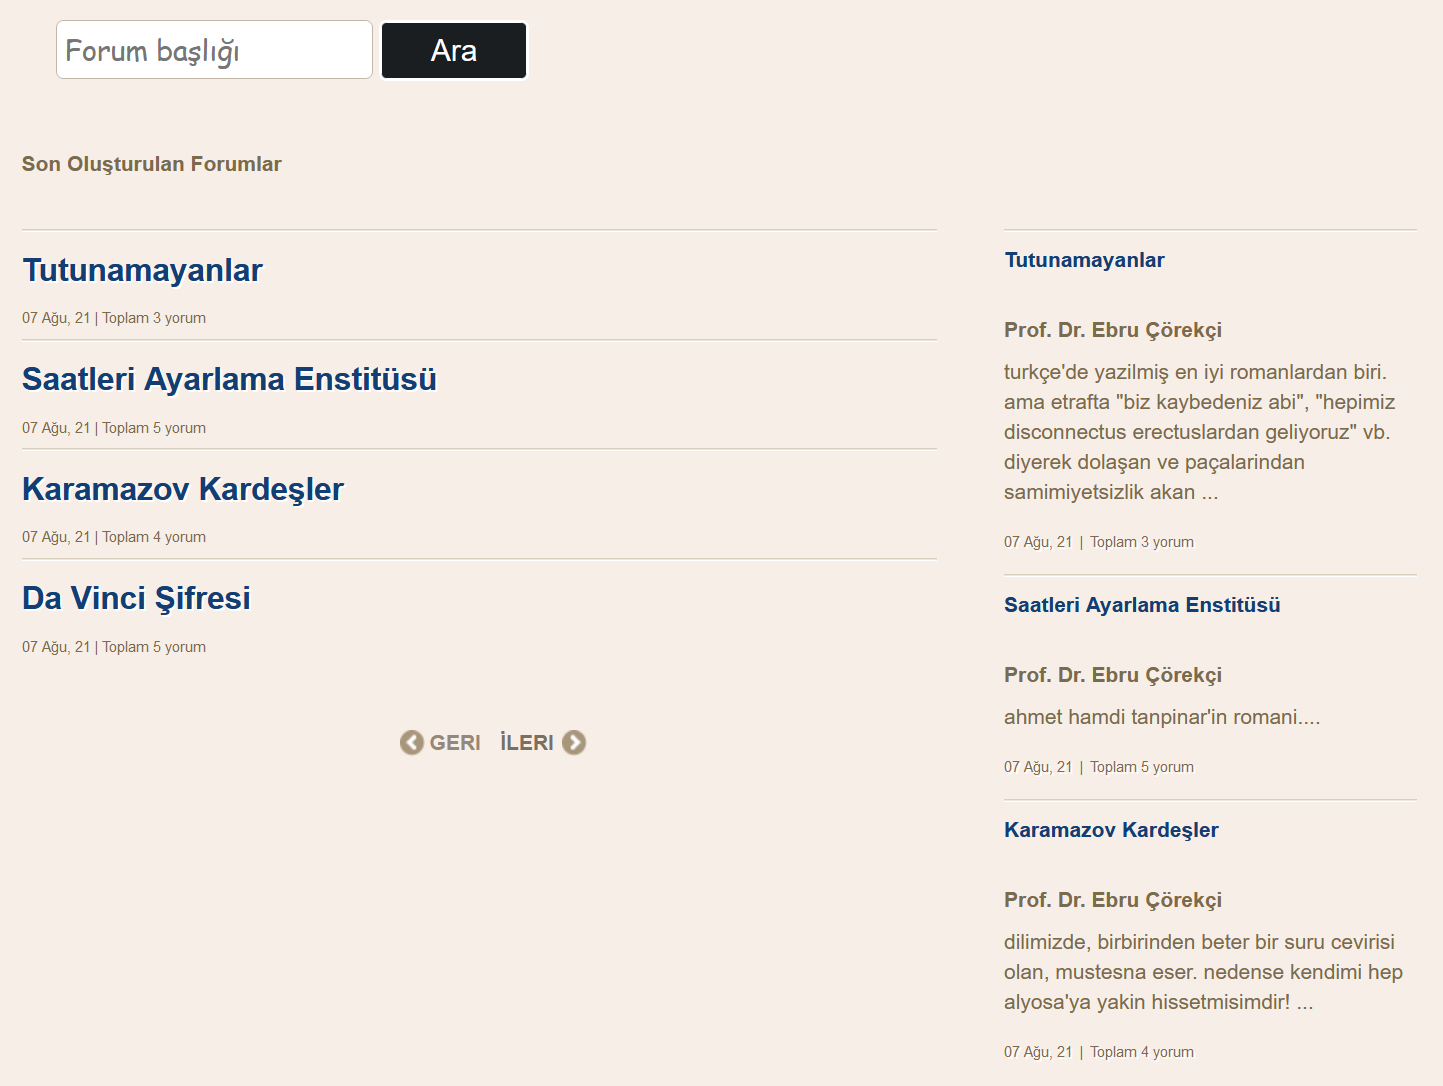 Forum başlığı
Ara
Son Oluşturulan Forumlar
Tutunamayanlar
07 Ağu, 21 | Toplam 3 yorum
Saatleri Ayarlama Enstitüsü
07 Ağu, 21 | Toplam 5 yorum
Karamazov Kardeşler
07 Ağu, 21 | Toplam 4 yorum
Da Vinci Şifresi
07 Ağu, 21 | Toplam 5 yorum
GERI İLERI
Tutunamayanlar
Prof. Dr. Ebru Çörekçi
turkçe'de yazilmiş en iyi romanlardan biri.
ama etrafta "biz kaybedeniz abi", "hepimiz
disconnectus erectuslardan geliyoruz" vb.
diyerek dolaşan ve paçalarindan
samimiyetsizlik akan ...
07 Ağu, 21 | Toplam 3 yorum
Saatleri Ayarlama Enstitüsü
Prof. Dr. Ebru Çörekçi
ahmet hamdi tanpinar'in romani....
07 Ağu, 21 | Toplam 5 yorum
Karamazov Kardeşler
Prof. Dr. Ebru Çörekçi
dilimizde, birbirinden beter bir suru cevirisi
olan, mustesna eser. nedense kendimi hep
alyosa'ya yakin hissetmisimdir! ...
07 Ağu, 21 | Toplam 4 yorum